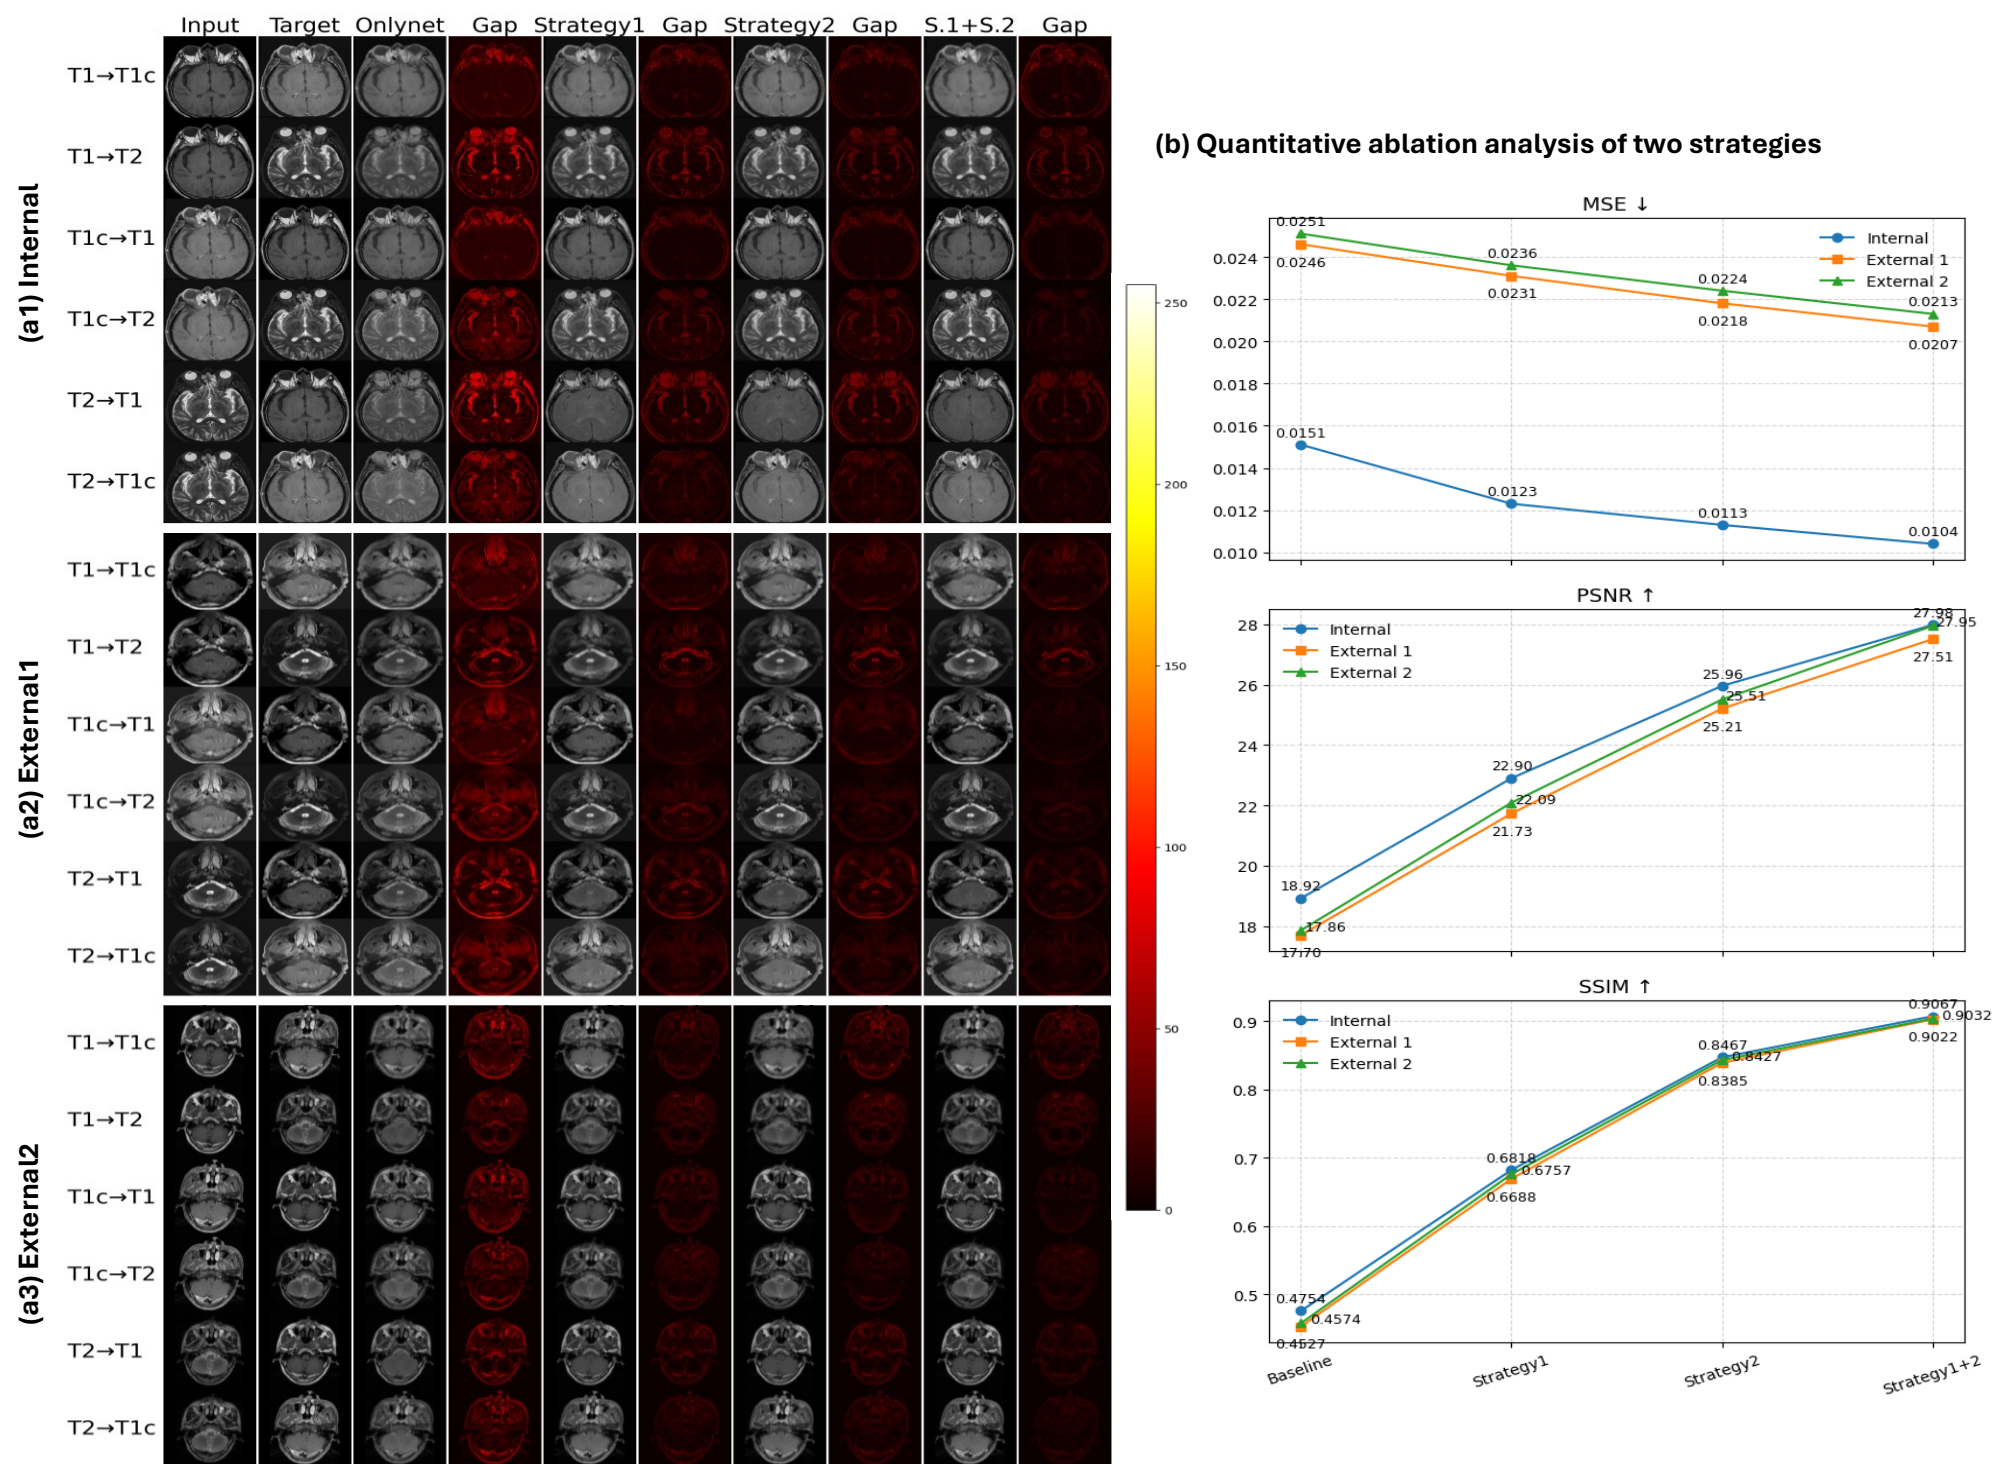 Input Target Onlynet Gap Strategy1 Gap Strategy2 Gap S.1+S.2 Gap
(a1) Internal
T1→T1c
T1→T2
T1c→T1
T1c→T2
T2→T1
T2→T1c
(a2) External1
T1→T1c
T1→T2
T1c→T1
T1c→T2
T2→T1
T2→T1c
(a3) External2
T1→T1c
T1→T2
T1c→T1
T1c→T2
T2→T1
T2→T1c
250
200
150
100
50
0
(b) Quantitative ablation analysis of two strategies
MSE ↓
Internal
External 1
External 2
0.024
0.022
0.020
0.018
0.016
0.014
0.012
0.010
0.0251
0.0246
0.0236
0.0231
0.0224
0.0218
0.0213
0.0207
0.0151
0.0123
0.0113
0.0104
PSNR ↑
Internal
External 1
External 2
28
26
24
22
20
18
18.92
17.86
17.70
22.90
22.09
21.73
25.96
25.51
25.21
27.98
27.95
27.51
SSIM ↑
Internal
External 1
External 2
0.9
0.8
0.7
0.6
0.5
0.4754
0.4574
0.4527
0.6818
0.6757
0.6688
0.8467
0.8427
0.8385
0.9067
0.9032
0.9022
Baseline
Strategy1
Strategy2
Strategy1+2